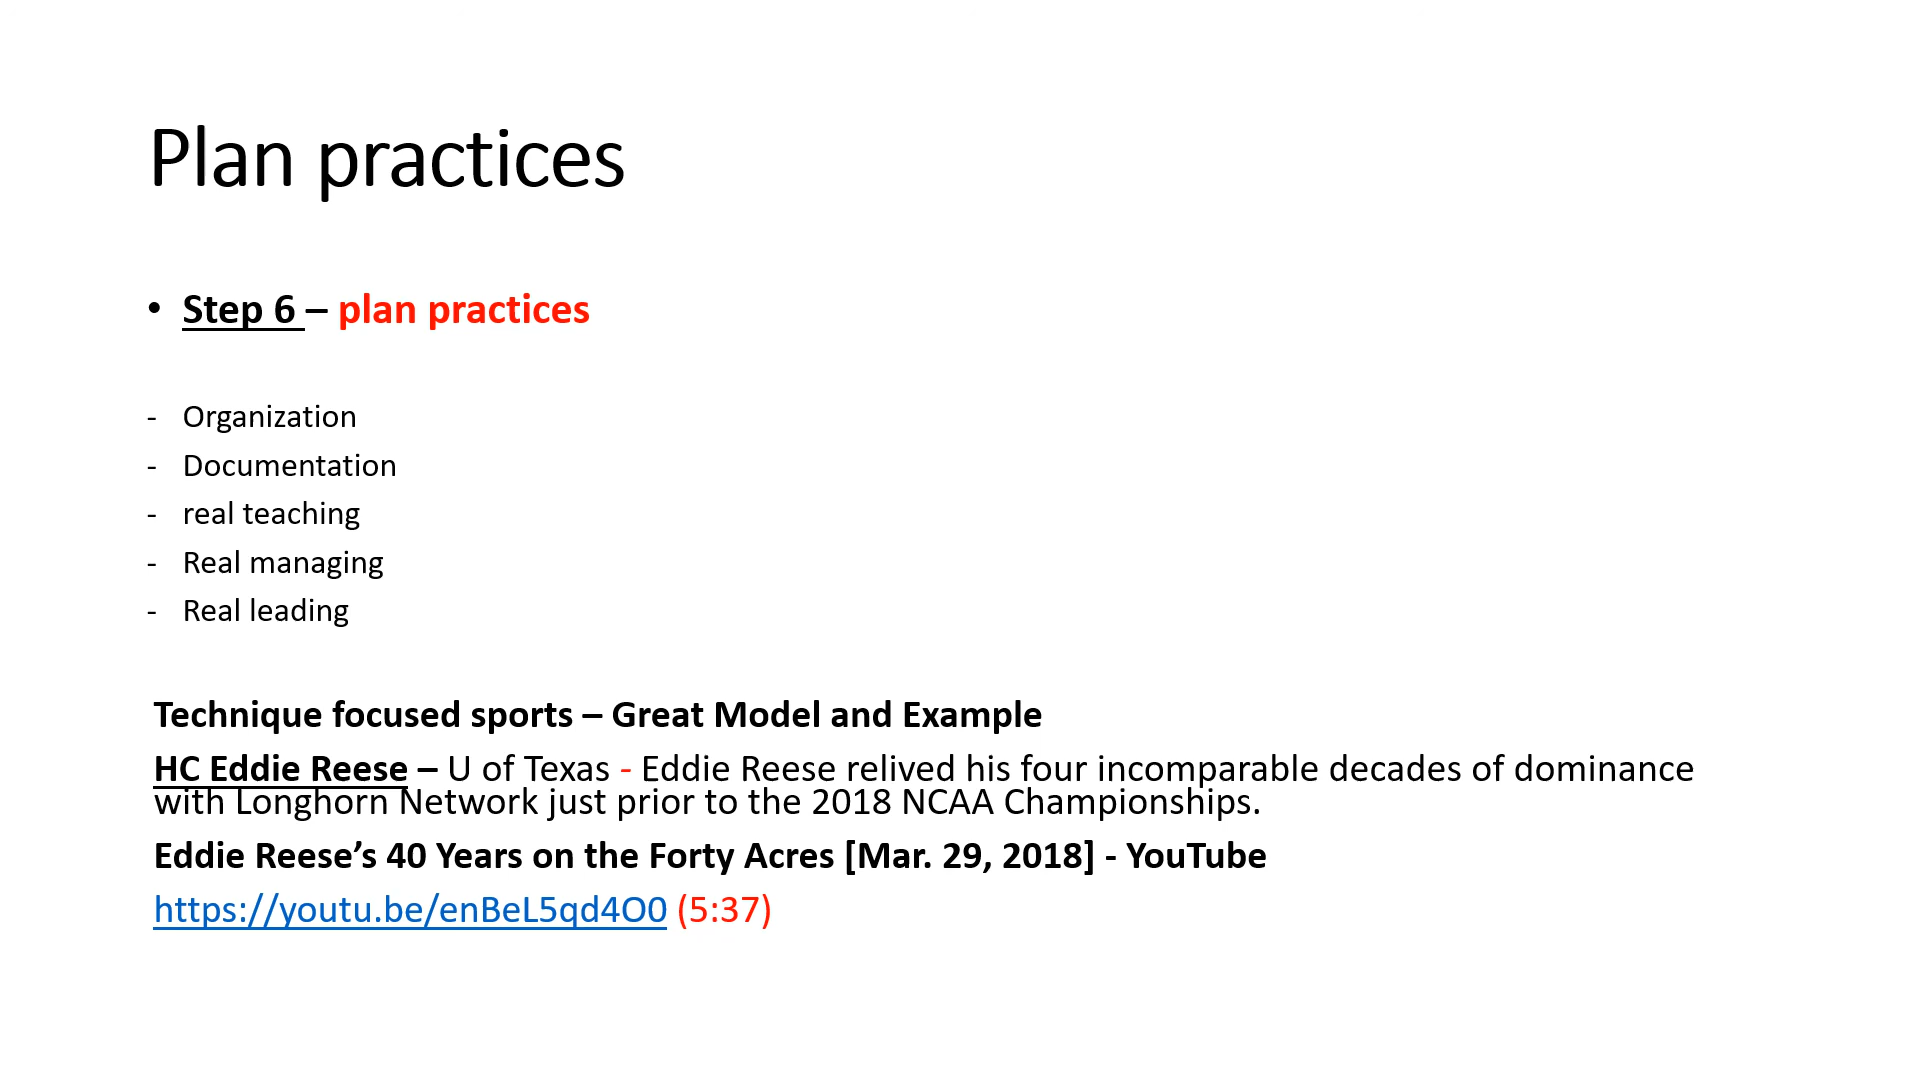 Plan practices
• Step 6 – plan practices
- Organization
- Documentation
- real teaching
- Real managing
- Real leading
Technique focused sports – Great Model and Example
HC Eddie Reese – U of Texas - Eddie Reese relived his four incomparable decades of dominance
with Longhorn Network just prior to the 2018 NCAA Championships.
Eddie Reese’s 40 Years on the Forty Acres [Mar. 29, 2018] - YouTube
https://youtu.be/enBeL5qd4O0 (5:37)